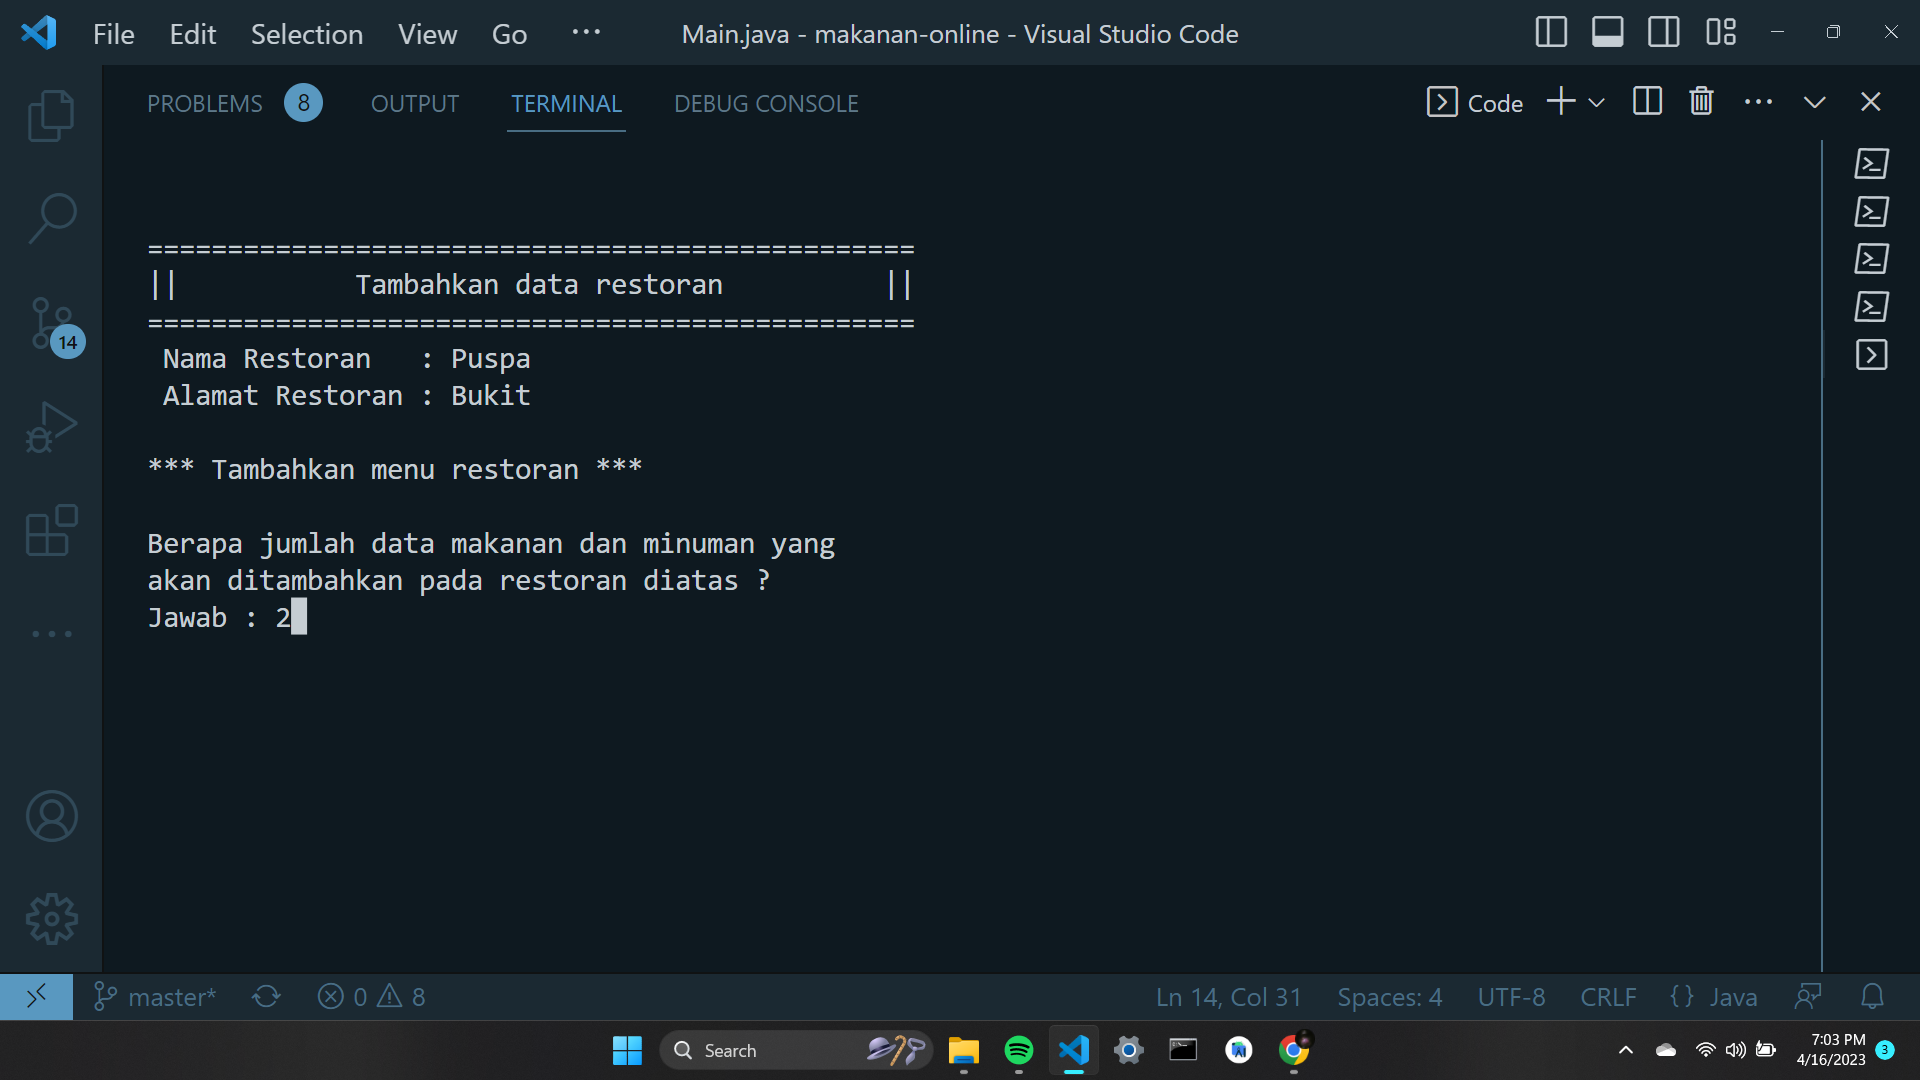 File Edit Selection View Go ··· Main.java - makanan-online - Visual Studio Code
PROBLEMS 8 OUTPUT TERMINAL DEBUG CONSOLE Code
================================================
|| Tambahkan data restoran ||
================================================
Nama Restoran : Puspa
Alamat Restoran : Bukit
*** Tambahkan menu restoran ***
Berapa jumlah data makanan dan minuman yang
akan ditambahkan pada restoran diatas ?
Jawab : 2
14
master* 0 8 Ln 14, Col 31 Spaces: 4 UTF-8 CRLF {} Java
Search
7:03 PM
4/16/2023 3